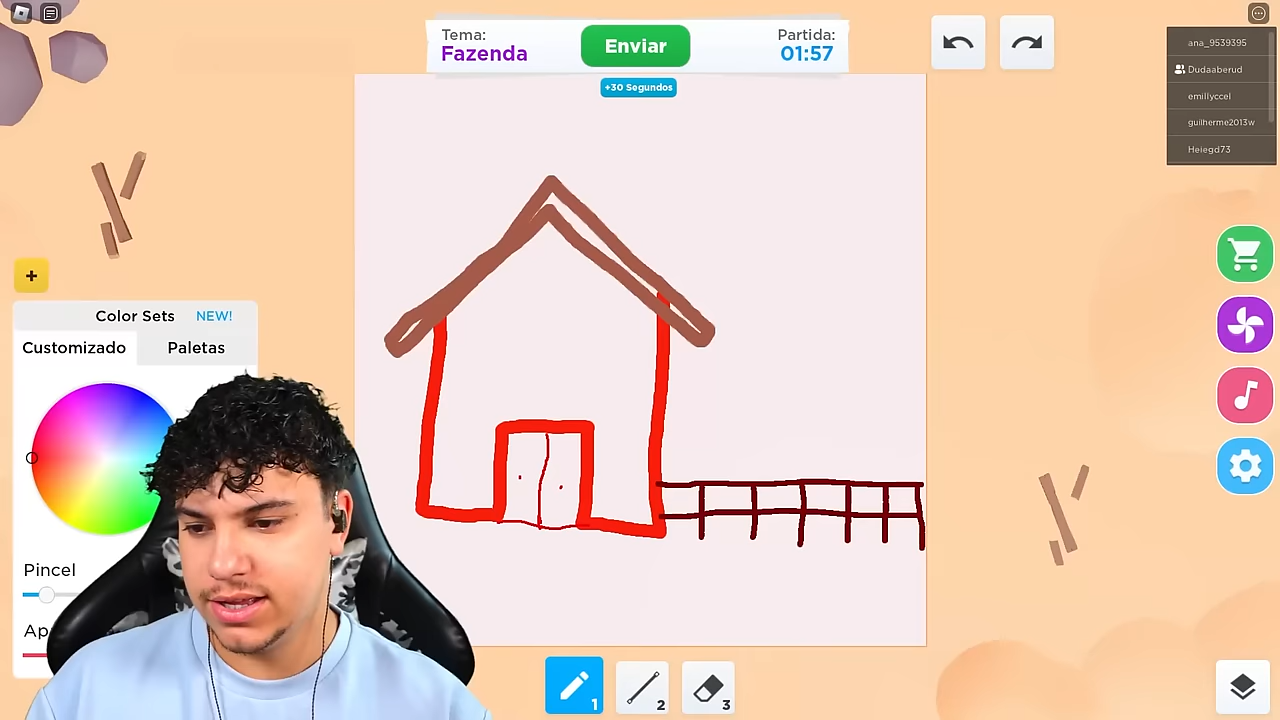 Tema:
Fazenda
Enviar
Partida:
01:57
+30 Segundos
ana_9539395
Dudaaberud
emillyccel
guilherme2013w
Heiegd73
+
Color Sets NEW!
Customizado Paletas
Pincel
Ap
1
2
3